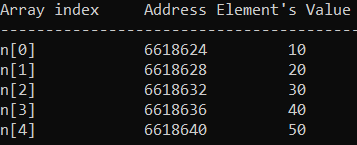 Array index Address Element's Value
--------------------------------------------
n[0] 6618624 10
n[1] 6618628 20
n[2] 6618632 30
n[3] 6618636 40
n[4] 6618640 50